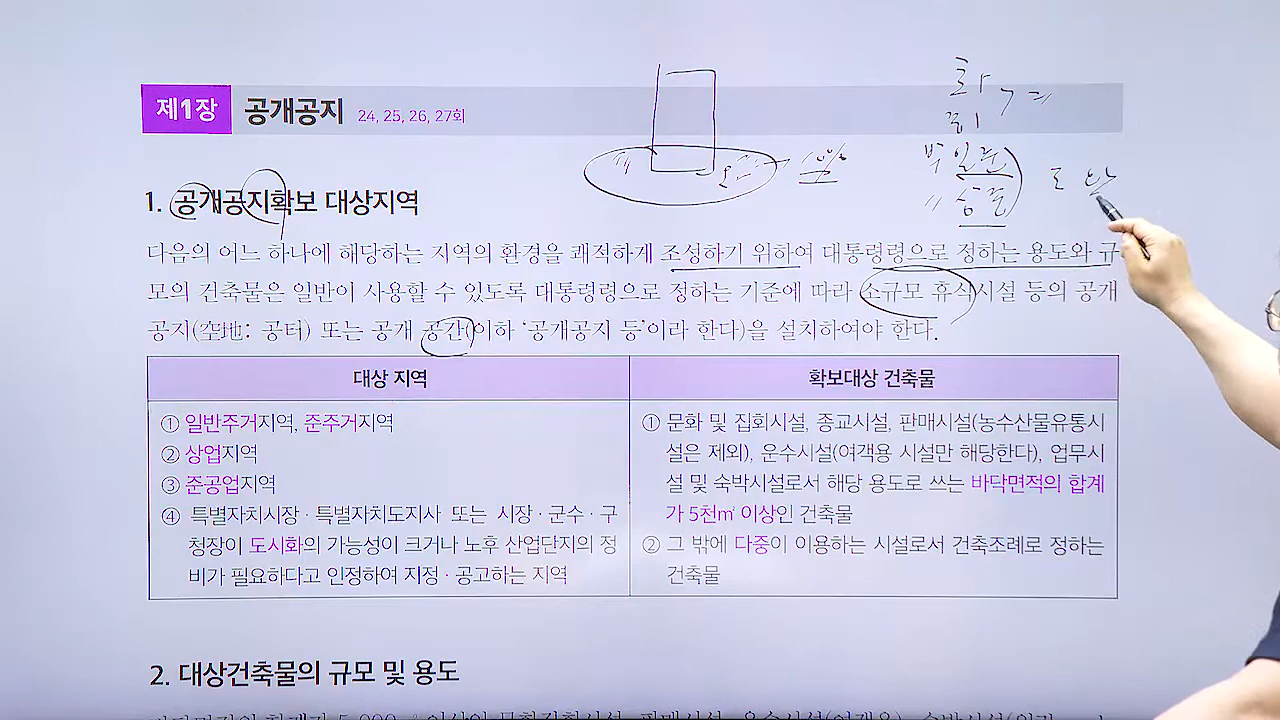 제1장 공개공지 24, 25, 26, 27회
1. 공개공지확보 대상지역
다음의 어느 하나에 해당하는 지역의 환경을 쾌적하게 조성하기 위하여 대통령령으로 정하는 용도와 규
모의 건축물은 일반이 사용할 수 있도록 대통령령으로 정하는 기준에 따라 소규모 휴식시설 등의 공개
공지(空地: 공터) 또는 공개 공간(이하 '공개공지 등'이라 한다)을 설치하여야 한다.
대상 지역
① 일반주거지역, 준주거지역
② 상업지역
③ 준공업지역
④ 특별자치시장·특별자치도지사 또는 시장·군수·구
청장이 도시화의 가능성이 크거나 노후 산업단지의 정
비가 필요하다고 인정하여 지정·공고하는 지역
확보대상 건축물
① 문화 및 집회시설, 종교시설, 판매시설(농수산물유통시
설은 제외), 운수시설(여객용 시설만 해당한다), 업무시
설 및 숙박시설로서 해당 용도로 쓰는 바닥면적의 합계
가 5천㎡ 이상인 건축물
② 그 밖에 다중이 이용하는 시설로서 건축조례로 정하는
건축물
2. 대상건축물의 규모 및 용도